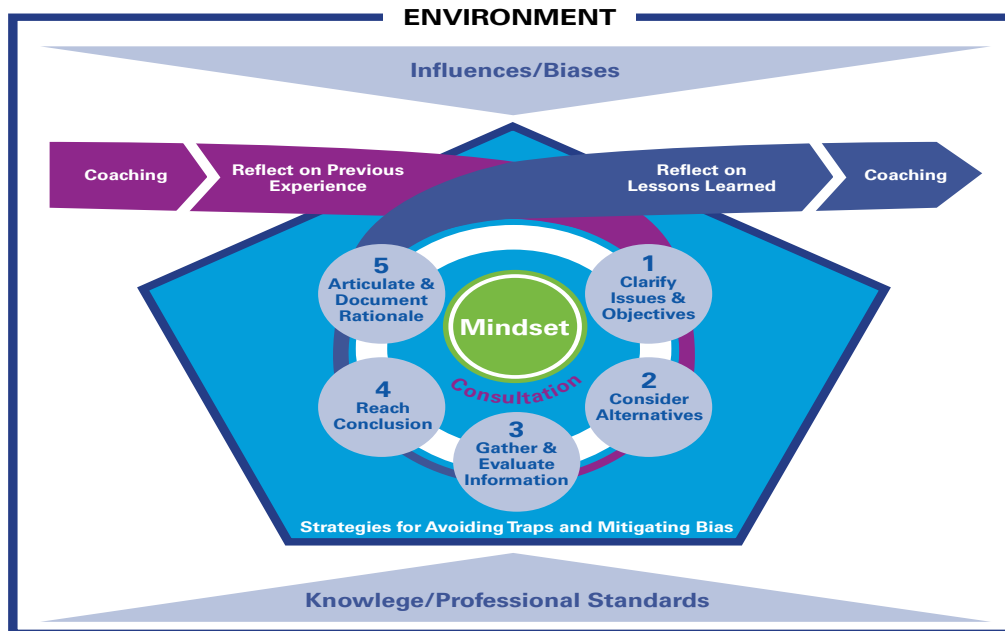 ENVIRONMENT
Influences/Biases
Coaching
Reflect on Previous
Experience
Reflect on
Lessons Learned
Coaching
1
Clarify
Issues &
Objectives
2
Consider
Alternatives
3
Gather &
Evaluate
Information
4
Reach
Conclusion
5
Articulate &
Document
Rationale
Mindset
Consultation
Strategies for Avoiding Traps and Mitigating Bias
Knowlege/Professional Standards